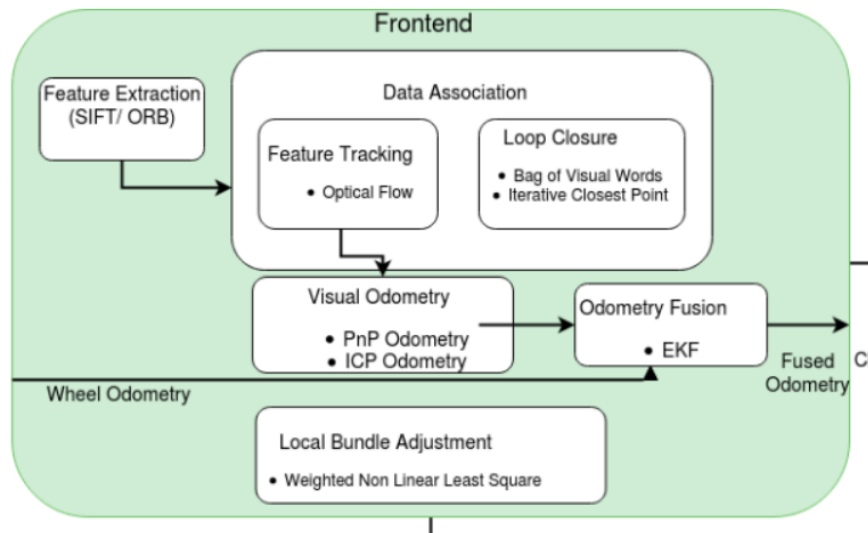 Frontend
Feature Extraction
(SIFT/ ORB)
Data Association
Feature Tracking
• Optical Flow
Loop Closure
• Bag of Visual Words
• Iterative Closest Point
Visual Odometry
• PnP Odometry
• ICP Odometry
Odometry Fusion
• EKF
Fused
Odometry
C
Wheel Odometry
Local Bundle Adjustment
• Weighted Non Linear Least Square